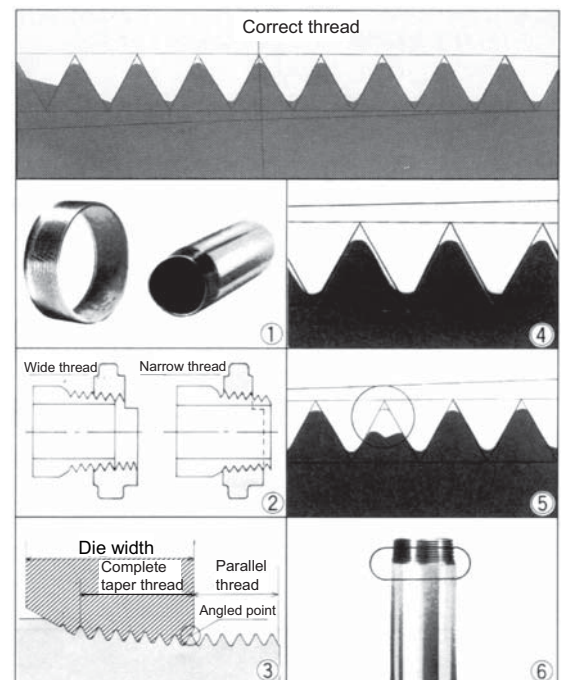 Correct thread
①
④
Wide thread
Narrow thread
②
⑤
Die width
Complete
taper thread
Parallel
thread
Angled point
③
⑥